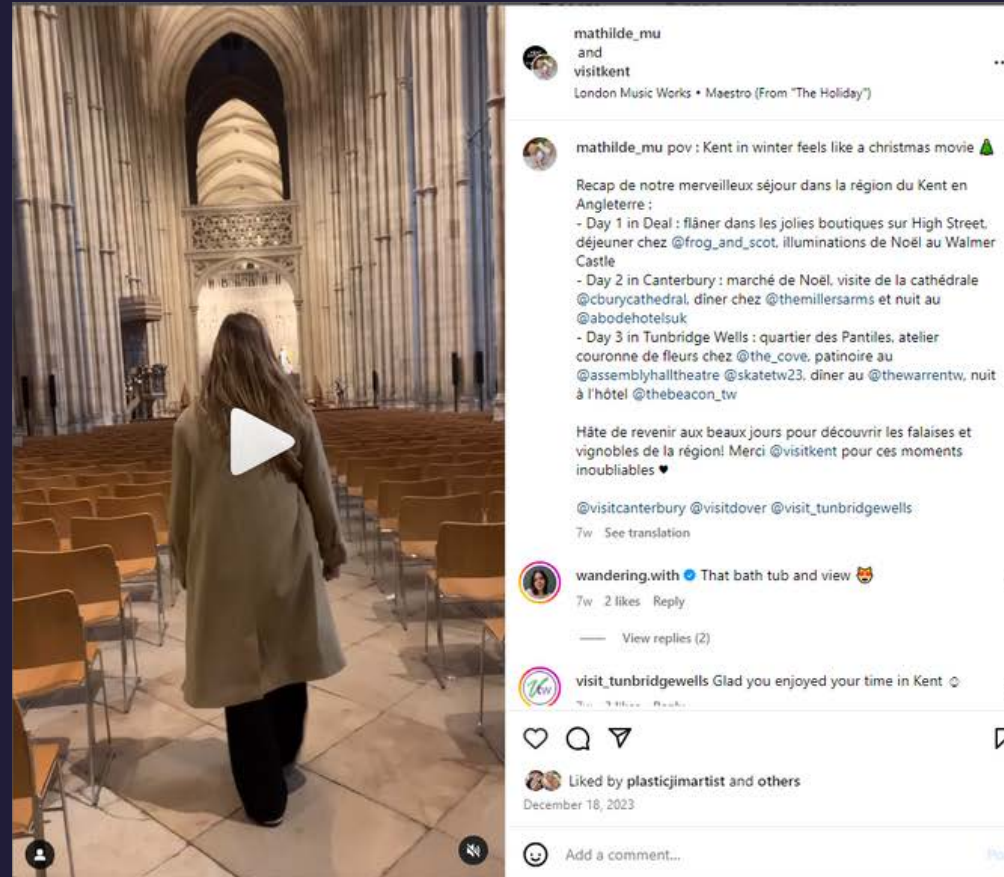 mathilde_mu
and
visitkent
London Music Works • Maestro (From "The Holiday")
mathilde_mu pov : Kent in winter feels like a christmas movie 🎄
Recap de notre merveilleux séjour dans la région du Kent en
Angleterre :
- Day 1 in Deal : flâner dans les jolies boutiques sur High Street,
déjeuner chez @frog_and_scot, illuminations de Noël au Walmer
Castle
- Day 2 in Canterbury : marché de Noël, visite de la cathédrale
@cburycathedral, dîner chez @themillersarms et nuit au
@abodehotelsuk
- Day 3 in Tunbridge Wells : quartier des Pantiles, atelier
couronne de fleurs chez @the_cove, patinoire au
@assemblyhalltheatre @skatetw23, dîner au @thewarrentw, nuit
à l'hôtel @thebeacon_tw
Hâte de revenir aux beaux jours pour découvrir les falaises et
vignobles de la région! Merci @visitkent pour ces moments
inoubliables ♥
@visitcanterbury @visitdover @visit_tunbridgewells
7w See translation
wandering.with That bath tub and view 😻
7w 2 likes Reply
View replies (2)
visit_tunbridgewells Glad you enjoyed your time in Kent ☺
Liked by plasticjimartist and others
December 18, 2023
Add a comment...